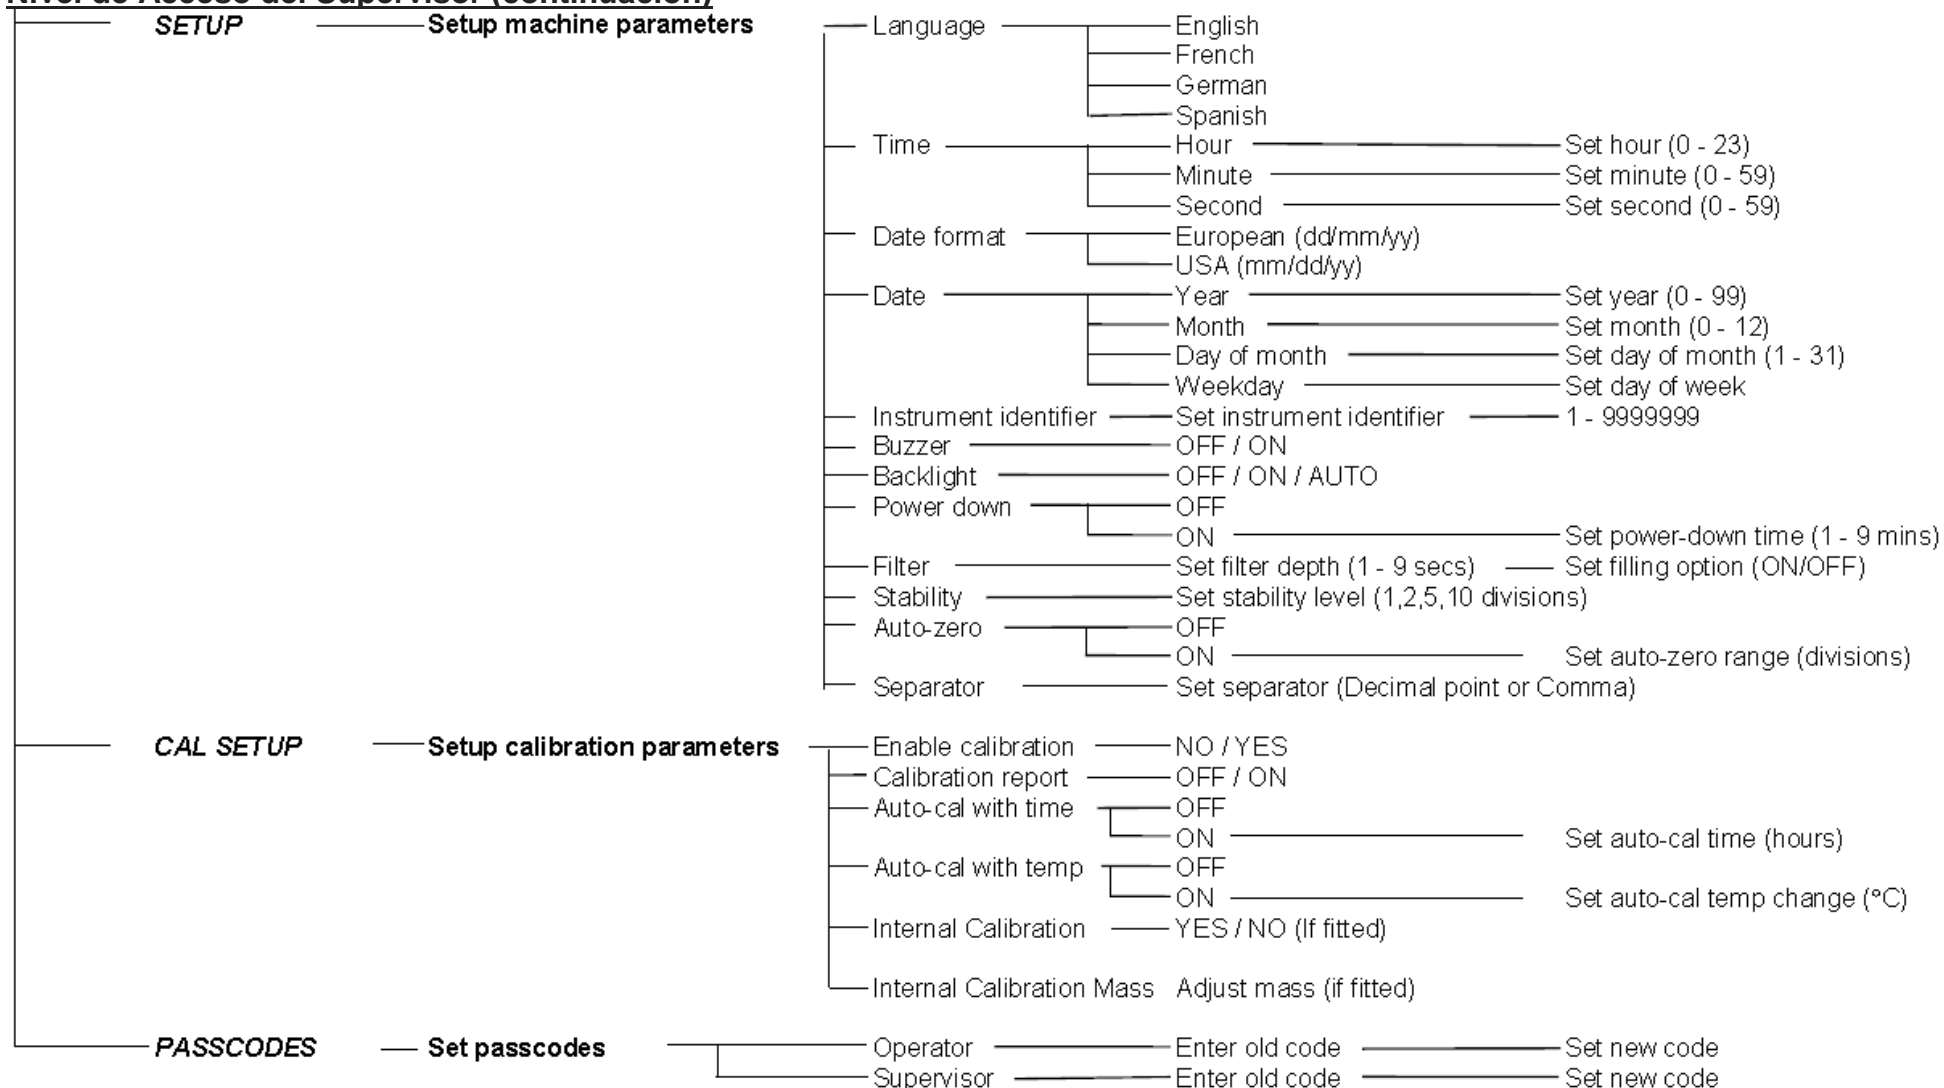 Nivel de Acceso del Supervisor (continuación)
SETUP Setup machine parameters Language English
French
German
Spanish
Time Hour Set hour (0 - 23)
Minute Set minute (0 - 59)
Second Set second (0 - 59)
Date format European (dd/mm/yy)
USA (mm/dd/yy)
Date Year Set year (0 - 99)
Month Set month (0 - 12)
Day of month Set day of month (1 - 31)
Weekday Set day of week
Instrument identifier Set instrument identifier 1 - 9999999
Buzzer OFF / ON
Backlight OFF / ON / AUTO
Power down OFF
ON Set power-down time (1 - 9 mins)
Filter Set filter depth (1 - 9 secs) Set filling option (ON/OFF)
Stability Set stability level (1,2,5,10 divisions)
Auto-zero OFF
ON Set auto-zero range (divisions)
Separator Set separator (Decimal point or Comma)
CAL SETUP Setup calibration parameters Enable calibration NO / YES
Calibration report OFF / ON
Auto-cal with time OFF
ON Set auto-cal time (hours)
Auto-cal with temp OFF
ON Set auto-cal temp change (°C)
Internal Calibration YES / NO (If fitted)
Internal Calibration Mass Adjust mass (if fitted)
PASSCODES Set passcodes Operator Enter old code Set new code
Supervisor Enter old code Set new code